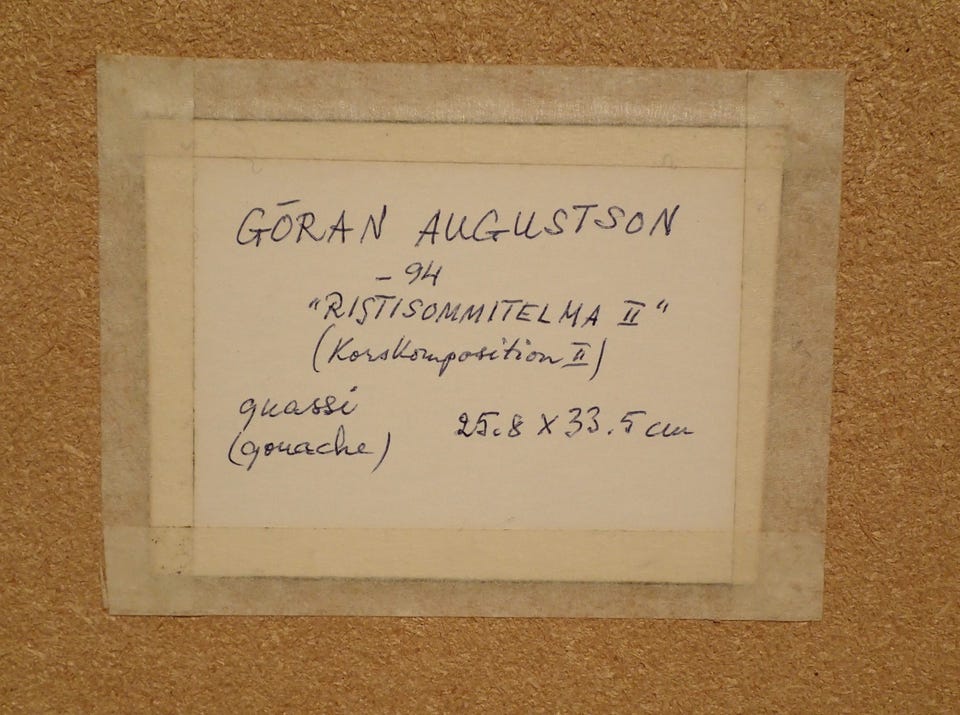 GÖRAN AUGUSTSON
-94
"RISTISOMMITELMA II"
(Korskomposition II)
guassi
(gouache) 25.8 X 33.5 cm